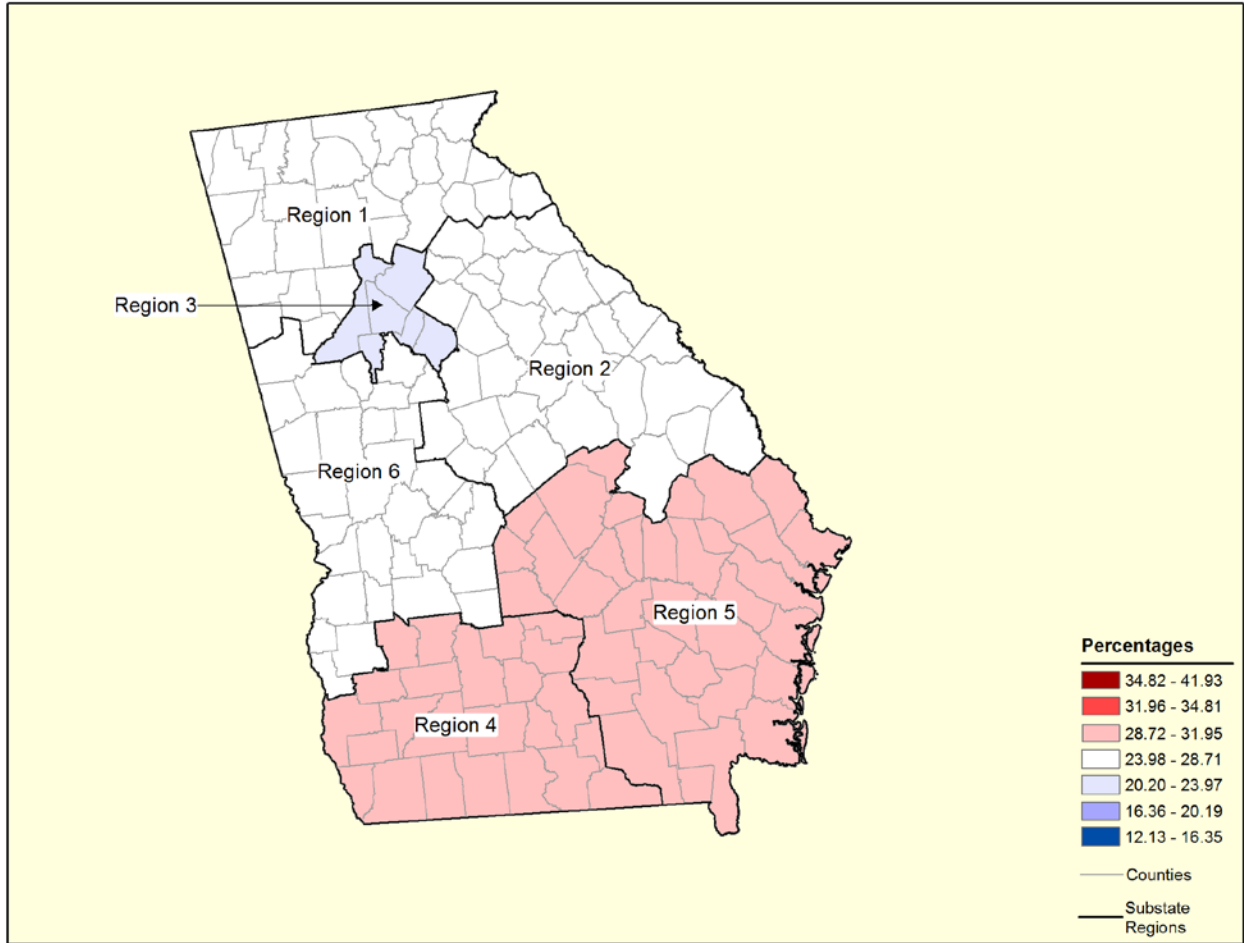 Region 1
Region 3
Region 2
Region 6
Region 5
Region 4
Percentages
34.82 - 41.93
31.96 - 34.81
28.72 - 31.95
23.98 - 28.71
20.20 - 23.97
16.36 - 20.19
12.13 - 16.35
Counties
Substate
Regions